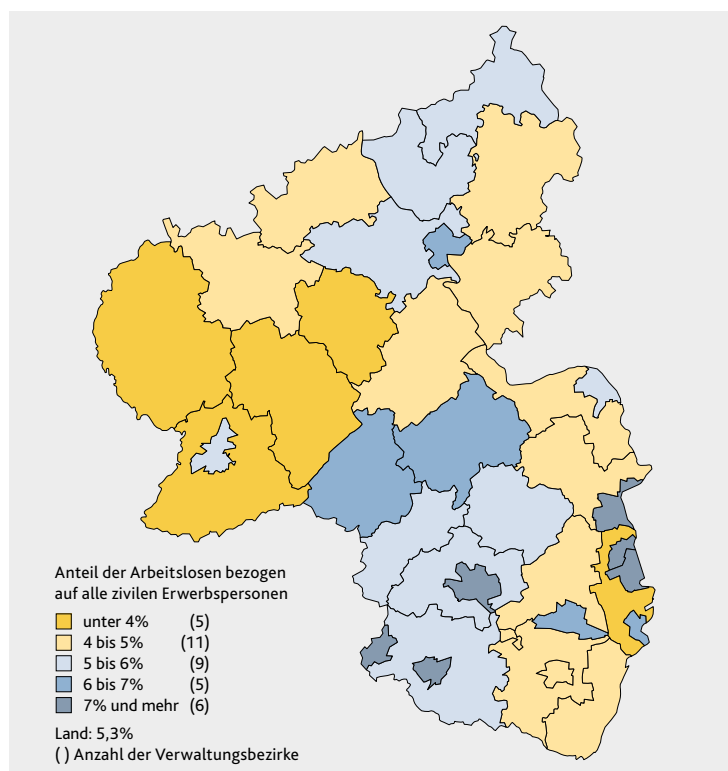 Anteil der Arbeitslosen bezogen
auf alle zivilen Erwerbspersonen
unter 4% (5)
4 bis 5% (11)
5 bis 6% (9)
6 bis 7% (5)
7% und mehr (6)
Land: 5,3%
( ) Anzahl der Verwaltungsbezirke